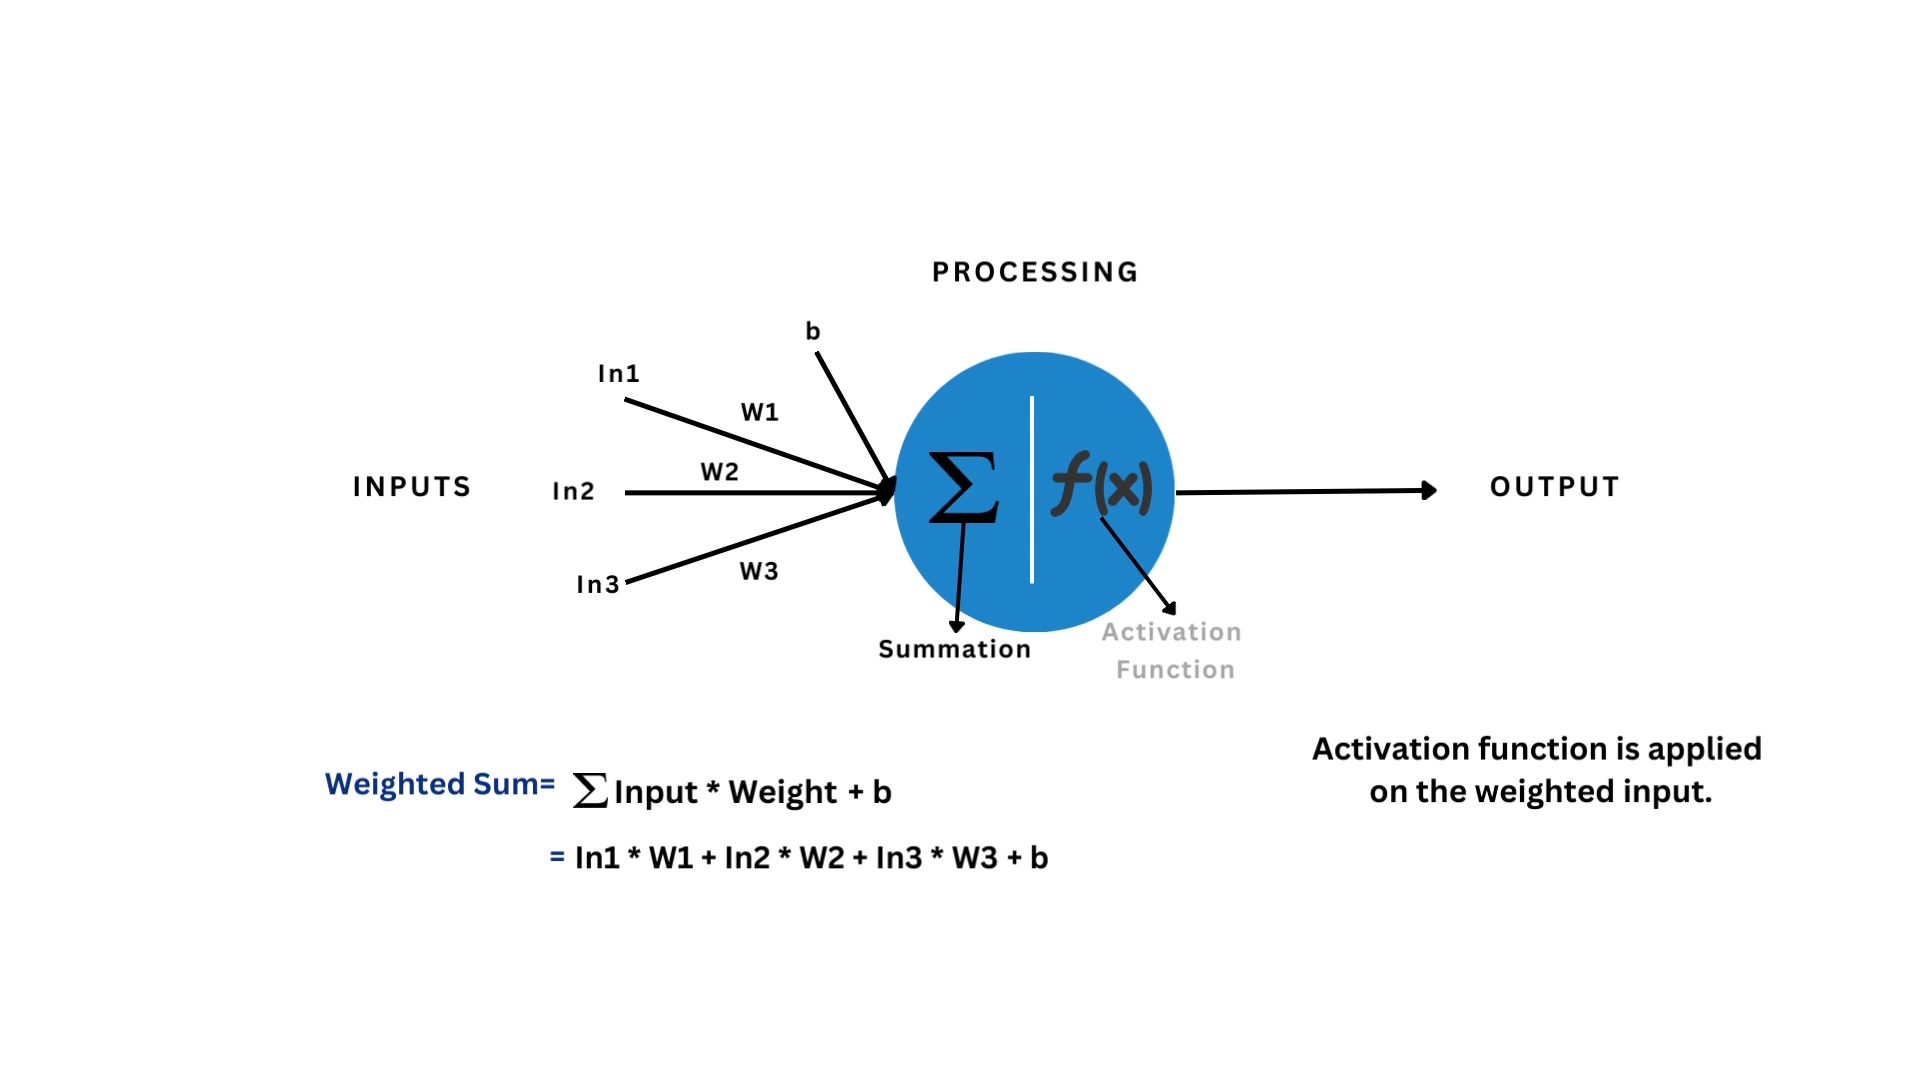 PROCESSING
b
In1
W1
W2
INPUTS
In2
∑
f(x)
OUTPUT
W3
In3
Summation
Activation
Function
Weighted Sum= ∑Input * Weight + b
= In1 * W1 + In2 * W2 + In3 * W3 + b
Activation function is applied
on the weighted input.